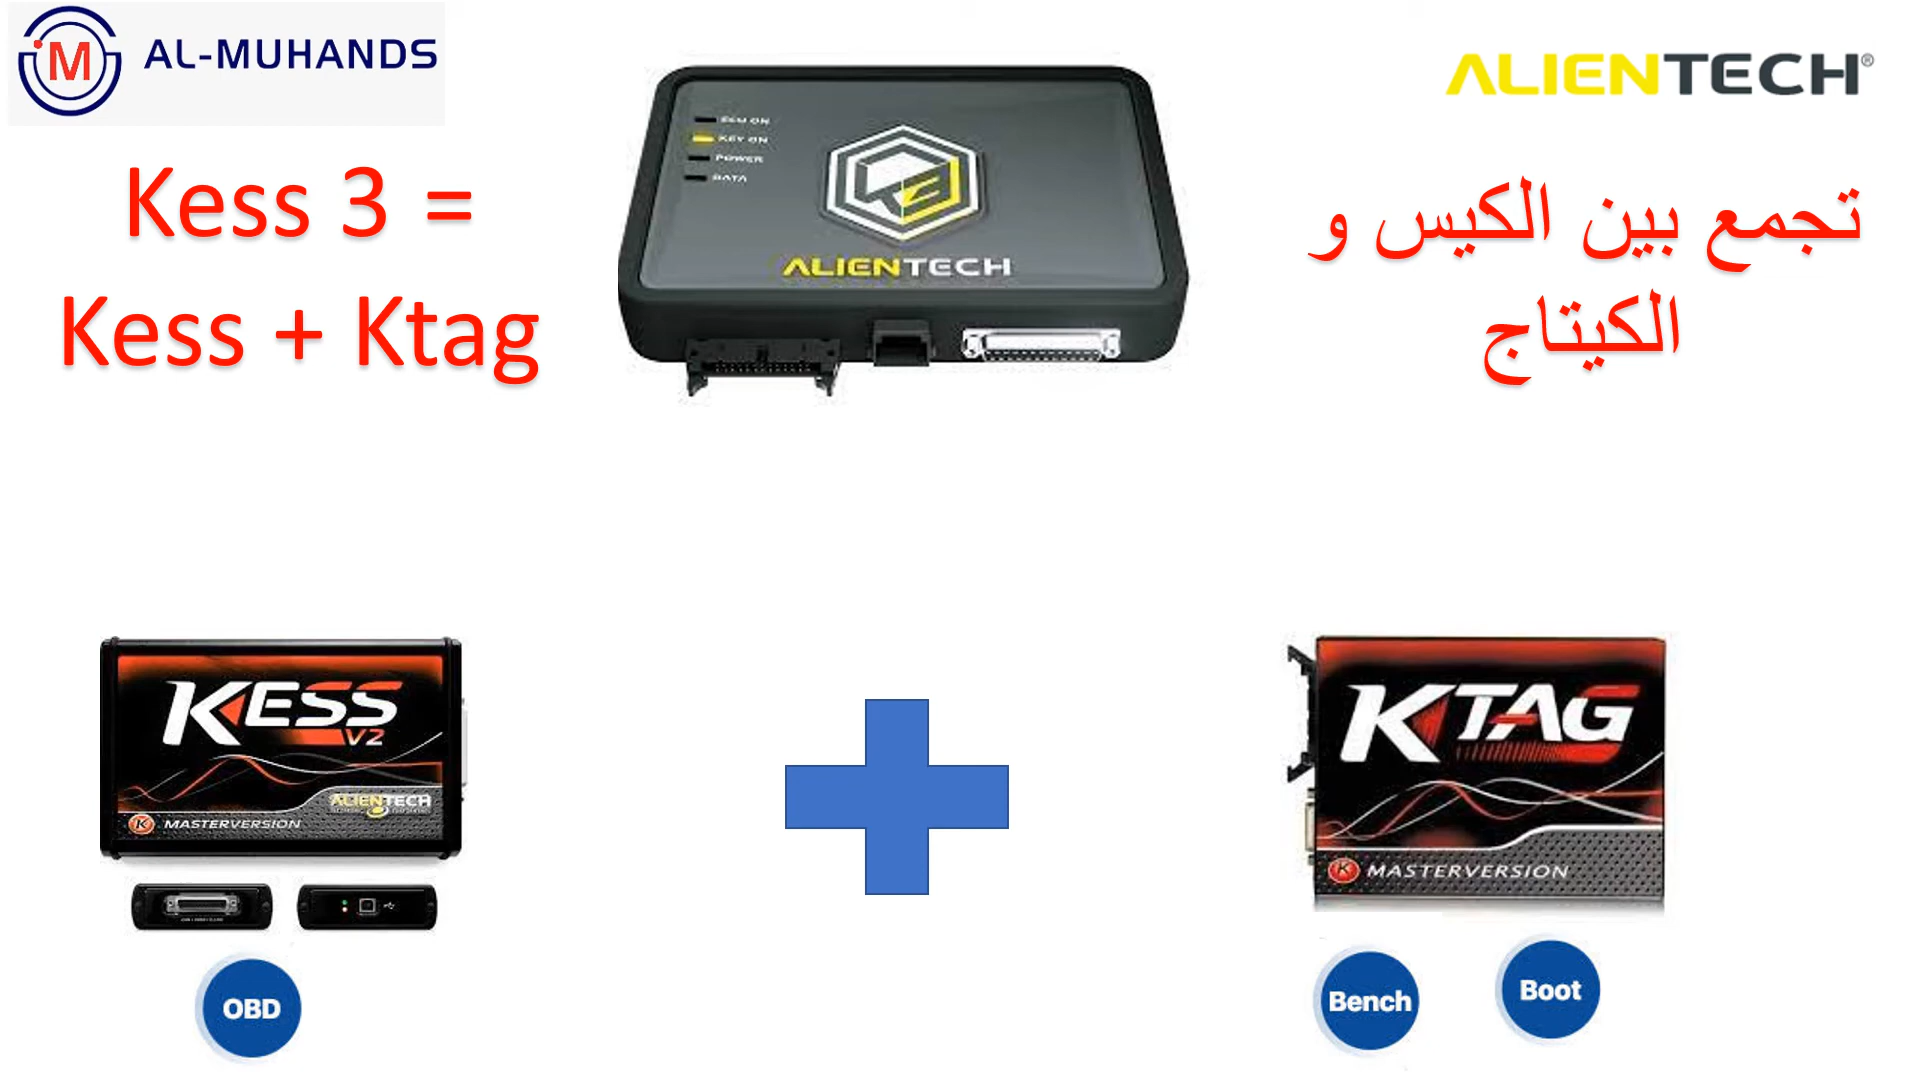 AL-MUHANDS
ALIENTECH®
Kess 3 =
Kess + Ktag
ECU ON
KEY ON
POWER
DATA
ALIENTECH
تجمع بين الكيس و
الكيتاج
KESS
V2
ALIENTECH
K MASTERVERSION
OBD
KTAG
K MASTERVERSION
Bench
Boot